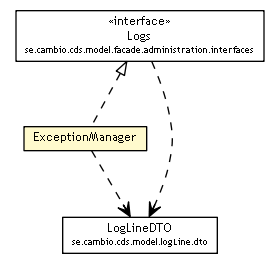 «interface»
Logs
se.cambio.cds.model.facade.administration.interfaces
ExceptionManager
LogLineDTO
se.cambio.cds.model.logLine.dto